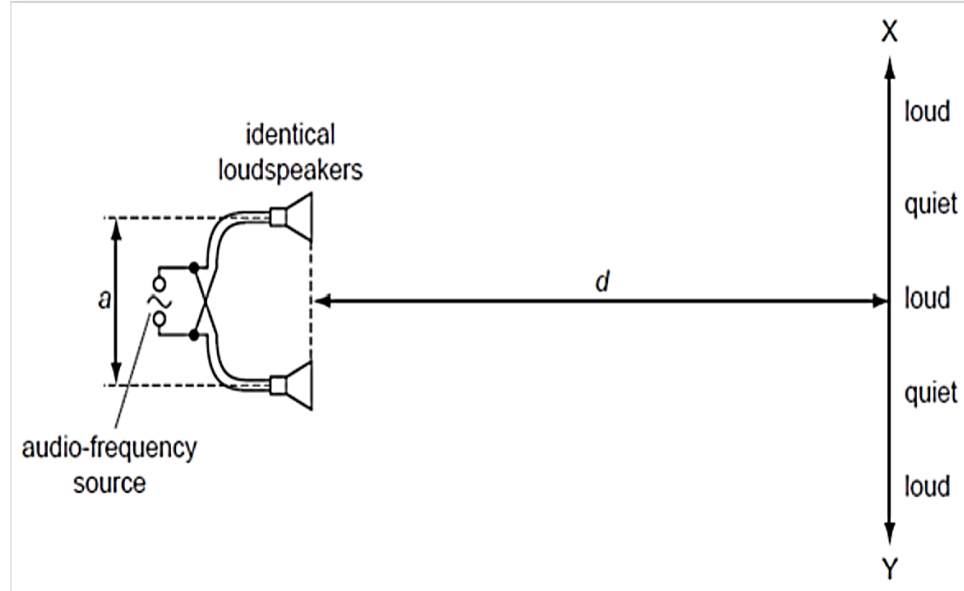 X
loud
identical
loudspeakers
quiet
a
d
loud
quiet
audio-frequency
source
loud
Y